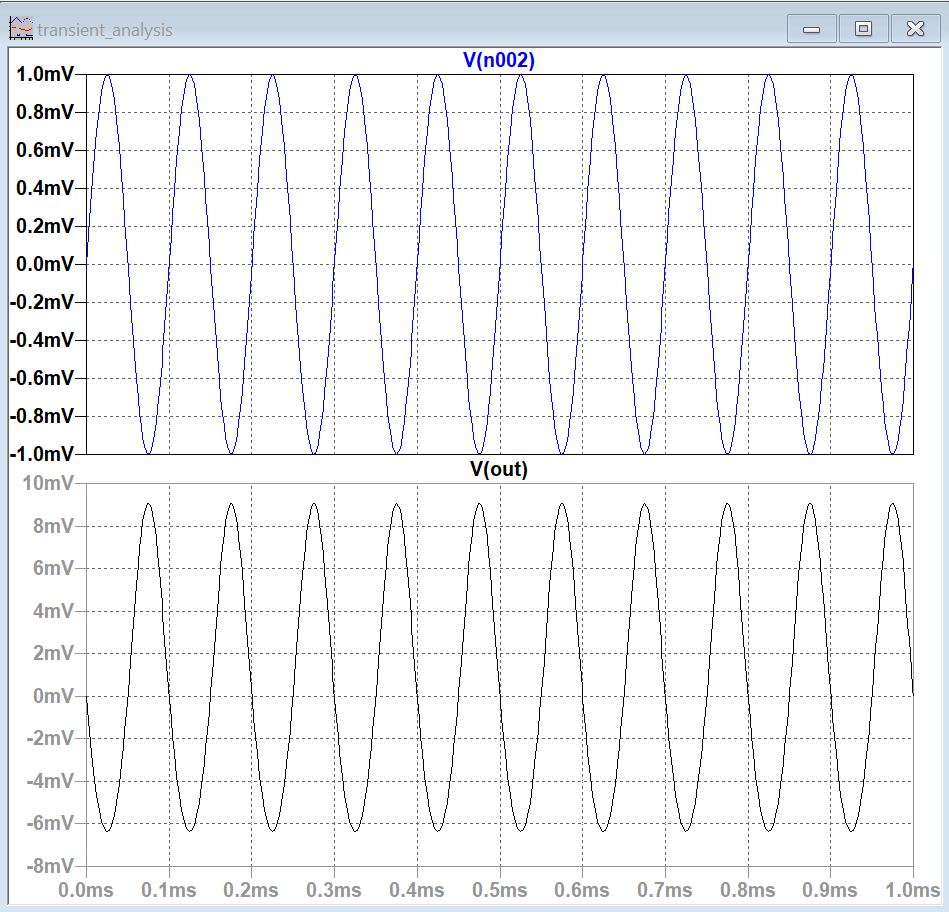 transient_analysis
V(n002)
1.0mV
0.8mV
0.6mV
0.4mV
0.2mV
0.0mV
-0.2mV
-0.4mV
-0.6mV
-0.8mV
-1.0mV
V(out)
10mV
8mV
6mV
4mV
2mV
0mV
-2mV
-4mV
-6mV
-8mV
0.0ms 0.1ms 0.2ms 0.3ms 0.4ms 0.5ms 0.6ms 0.7ms 0.8ms 0.9ms 1.0ms